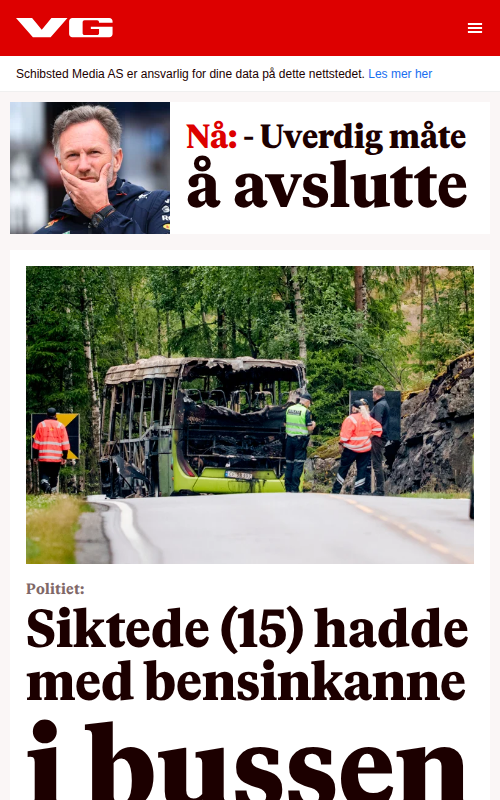 VG
Schibsted Media AS er ansvarlig for dine data på dette nettstedet. Les mer her
Nå: - Uverdig måte
å avslutte
Politiet:
Siktede (15) hadde
med bensinkanne
i bussen